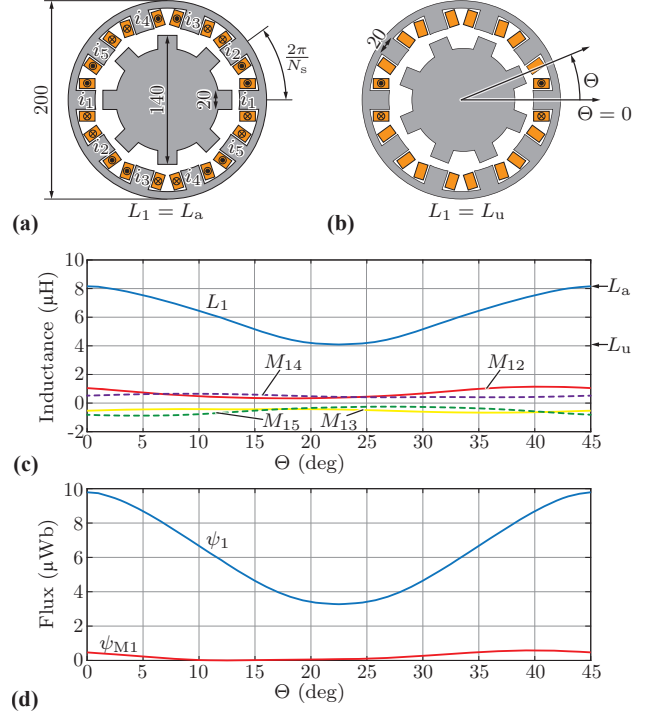 i4 i3
i5 i2
i1 i1
i2 i5
i3 i4
200
140
20
2π/Ns
L1 = La
(a)
20
Θ
Θ = 0
L1 = Lu
(b)
Inductance (μH)
10
8
6
4
2
0
-2
L1
M14
M12
M15
M13
La
Lu
0 5 10 15 20 25 30 35 40 45
Θ (deg)
(c)
Flux (μWb)
10
8
6
4
2
0
ψ1
ψM1
0 5 10 15 20 25 30 35 40 45
Θ (deg)
(d)